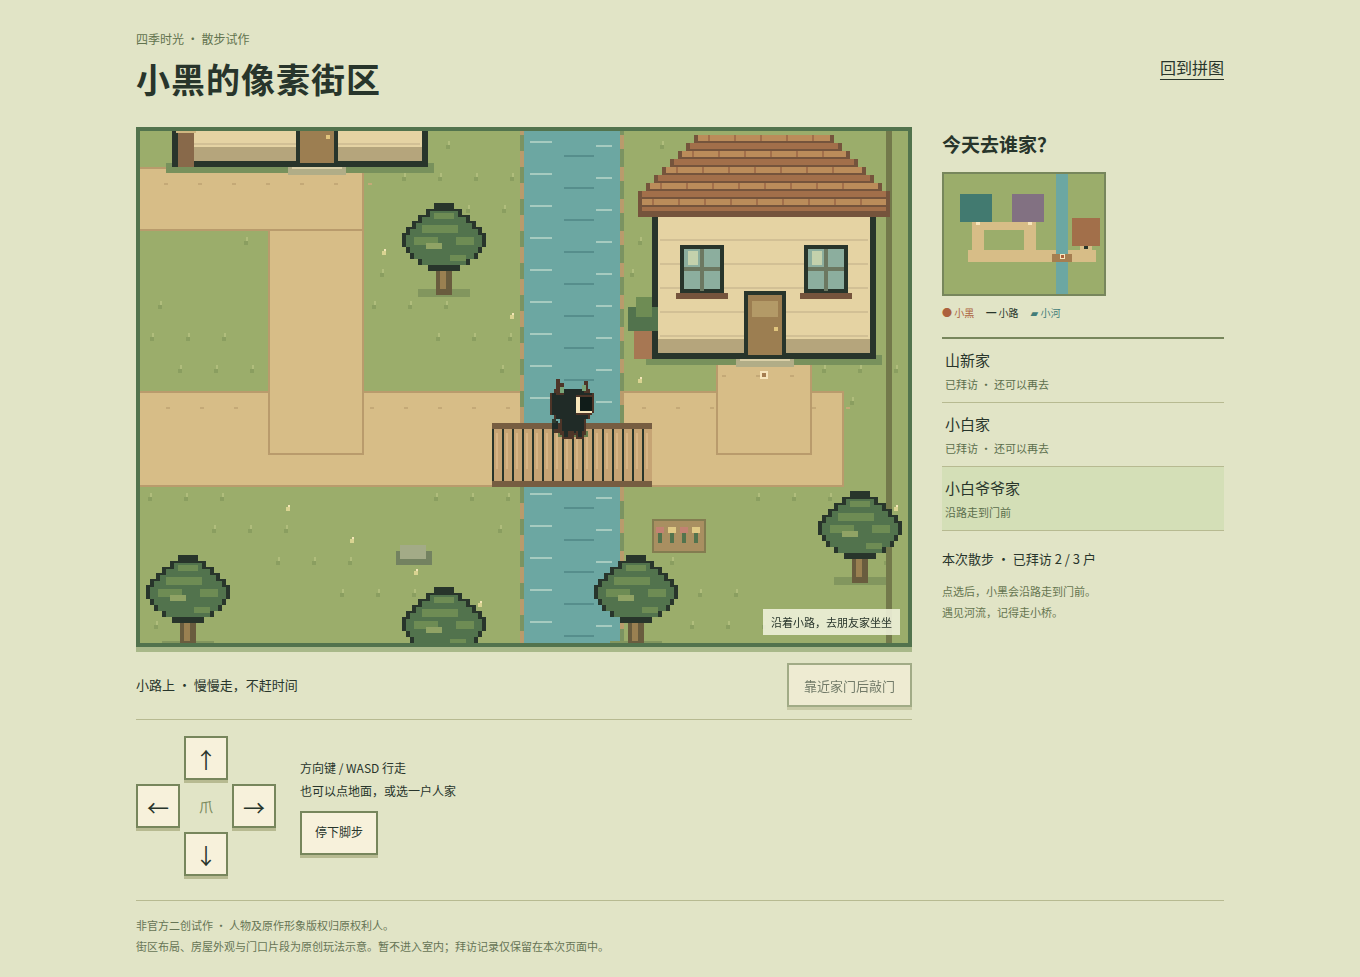 四季时光 · 散步试作
小黑的像素街区
回到拼图
沿着小路，去朋友家坐坐
今天去谁家？
小黑 小路 小河
山新家
已拜访 · 还可以再去
小白家
已拜访 · 还可以再去
小白爷爷家
沿路走到门前
本次散步 · 已拜访 2 / 3 户
点选后，小黑会沿路走到门前。
遇见河流，记得走小桥。
小路上 · 慢慢走，不赶时间
靠近家门后敲门
↑
← 爪 →
↓
方向键 / WASD 行走
也可以点地面，或选一户人家
停下脚步
非官方二创试作 · 人物及原作形象版权归原权利人。
街区布局、房屋外观与门口片段为原创玩法示意。暂不进入室内；拜访记录仅保留在本次页面中。